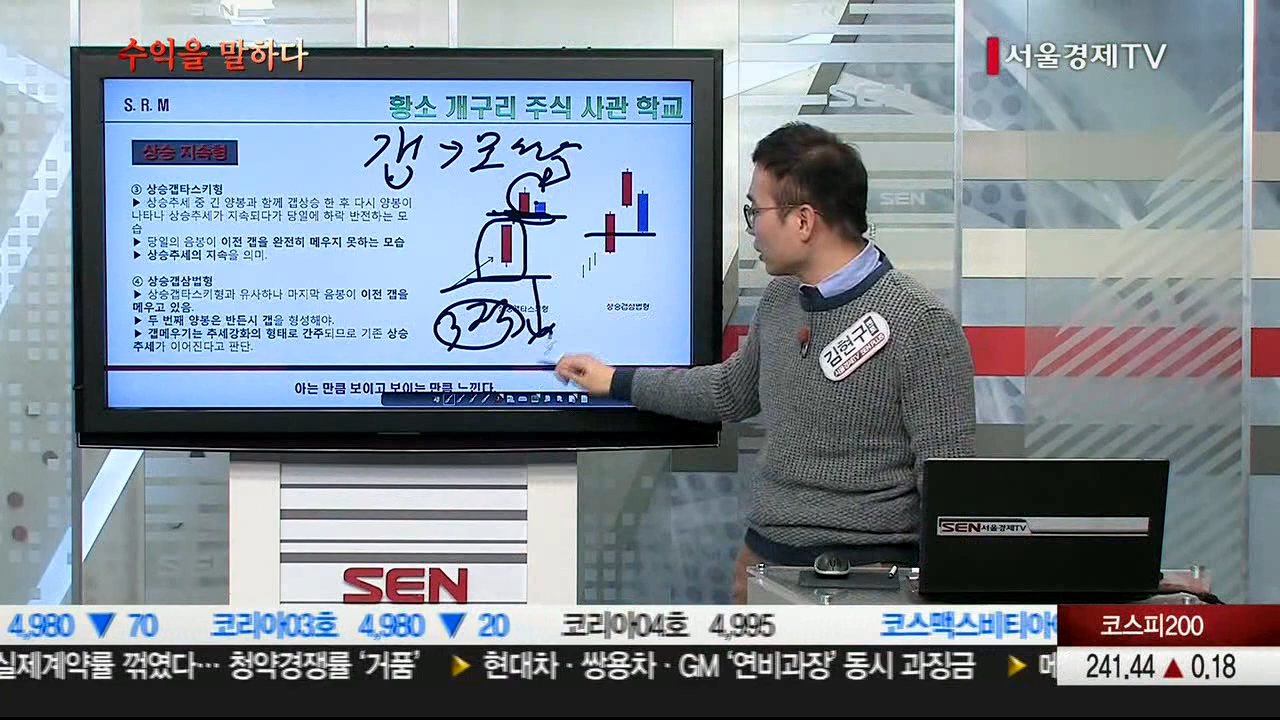 수익을 말하다
서울경제TV
S. R. M
황소 개구리 주식 사관 학교
상승 지속형
갭 → 모
③ 상승갭타스키형
▶ 상승추세 중 긴 양봉과 함께 갭상승 한 후 다시 양봉이
나타나 상승추세가 지속되다가 당일에 하락 반전하는 모
습
▶ 당일의 음봉이 이전 갭을 완전히 메우지 못하는 모습
▶ 상승추세의 지속을 의미.
④ 상승갭삼법형
▶ 상승갭타스키형과 유사하나 마지막 음봉이 이전 갭을
메우고 있음.
▶ 두 번째 양봉은 반드시 갭을 형성해야.
▶ 갭메우기는 추세강화의 형태로 간주되므로 기존 상승
추세가 이어진다고 판단.
갭타스키형
상승갭삼법형
아는 만큼 보이고 보이는 만큼 느낀다.
김현구
SEN
SEN
SEN 서울경제TV
SEN
4,980 ▼ 70 코리아03호 4,980 ▼ 20 코리아04호 4,995 코스맥스비티아
코스피200
실제계약률 꺾였다… 청약경쟁률 ‘거품’ ▶ 현대차·쌍용차·GM ‘연비과장’ 동시 과징금 ▶
241.44 ▲ 0.18